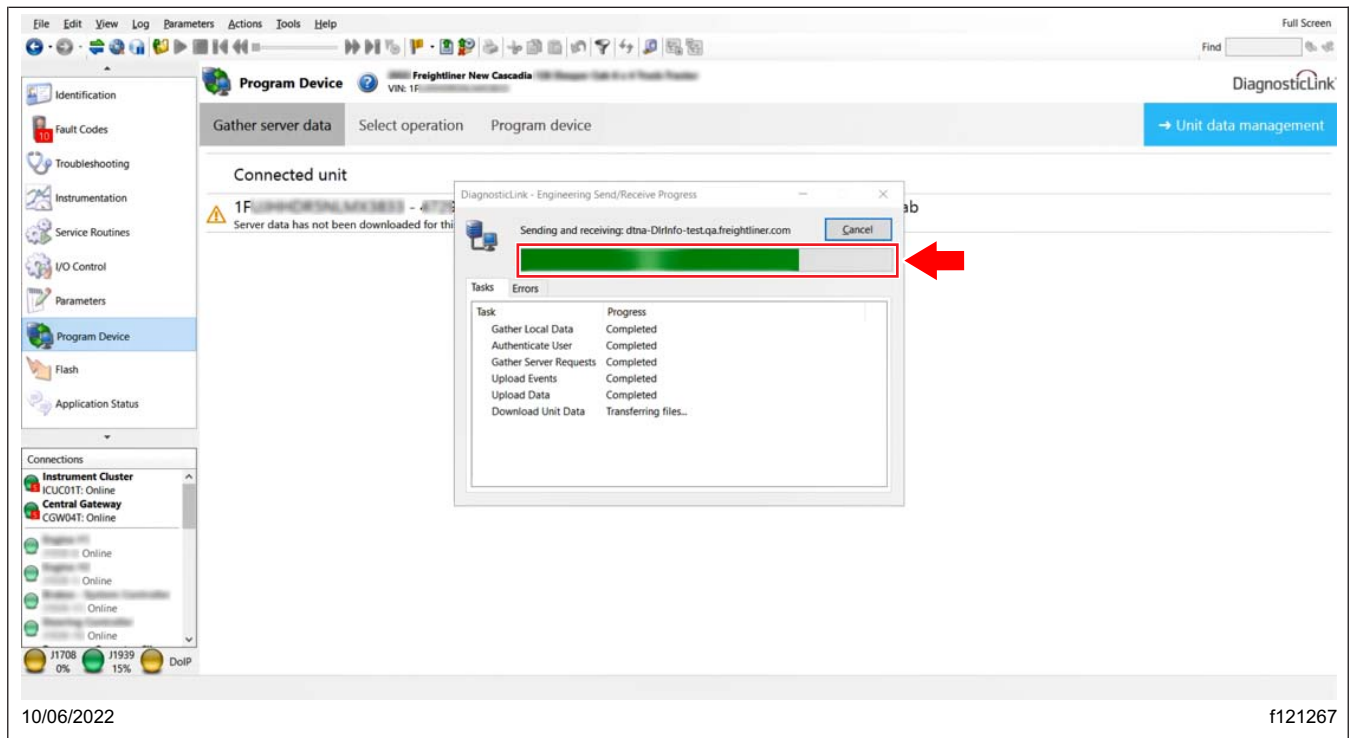 File Edit View Log Parameters Actions Tools Help Full Screen
Find
Identification
Fault Codes
10
Troubleshooting
Instrumentation
Service Routines
I/O Control
Parameters
Program Device
Flash
Application Status
Program Device
Freightliner New Cascadia
VIN: 1F
DiagnosticLink
Gather server data Select operation Program device → Unit data management
Connected unit
1F
ab
Server data has not been downloaded for thi
DiagnosticLink - Engineering Send/Receive Progress
Sending and receiving: dtna-DlrInfo-test.qa.freightliner.com
Cancel
Tasks Errors
Task Progress
Gather Local Data Completed
Authenticate User Completed
Gather Server Requests Completed
Upload Events Completed
Upload Data Completed
Download Unit Data Transferring files...
Connections
Instrument Cluster
ICUC01T: Online
Central Gateway
CGW04T: Online
Online
Online
Online
Online
J1708 0% J1939 15% DoIP
10/06/2022 f121267